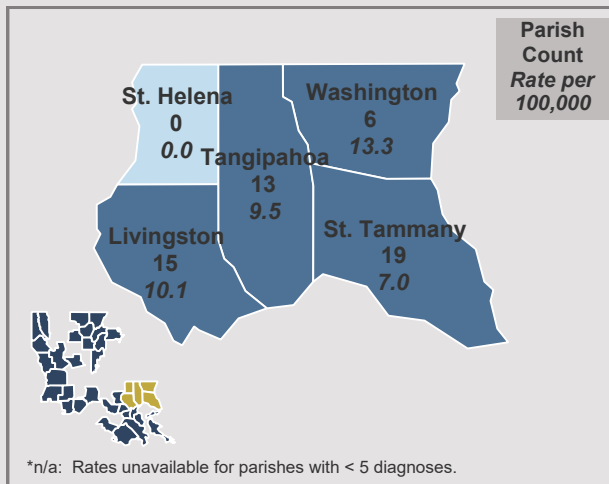 Parish
Count
Rate per
100,000
St. Helena
0
0.0
Washington
6
13.3
Tangipahoa
13
9.5
Livingston
15
10.1
St. Tammany
19
7.0
*n/a: Rates unavailable for parishes with < 5 diagnoses.